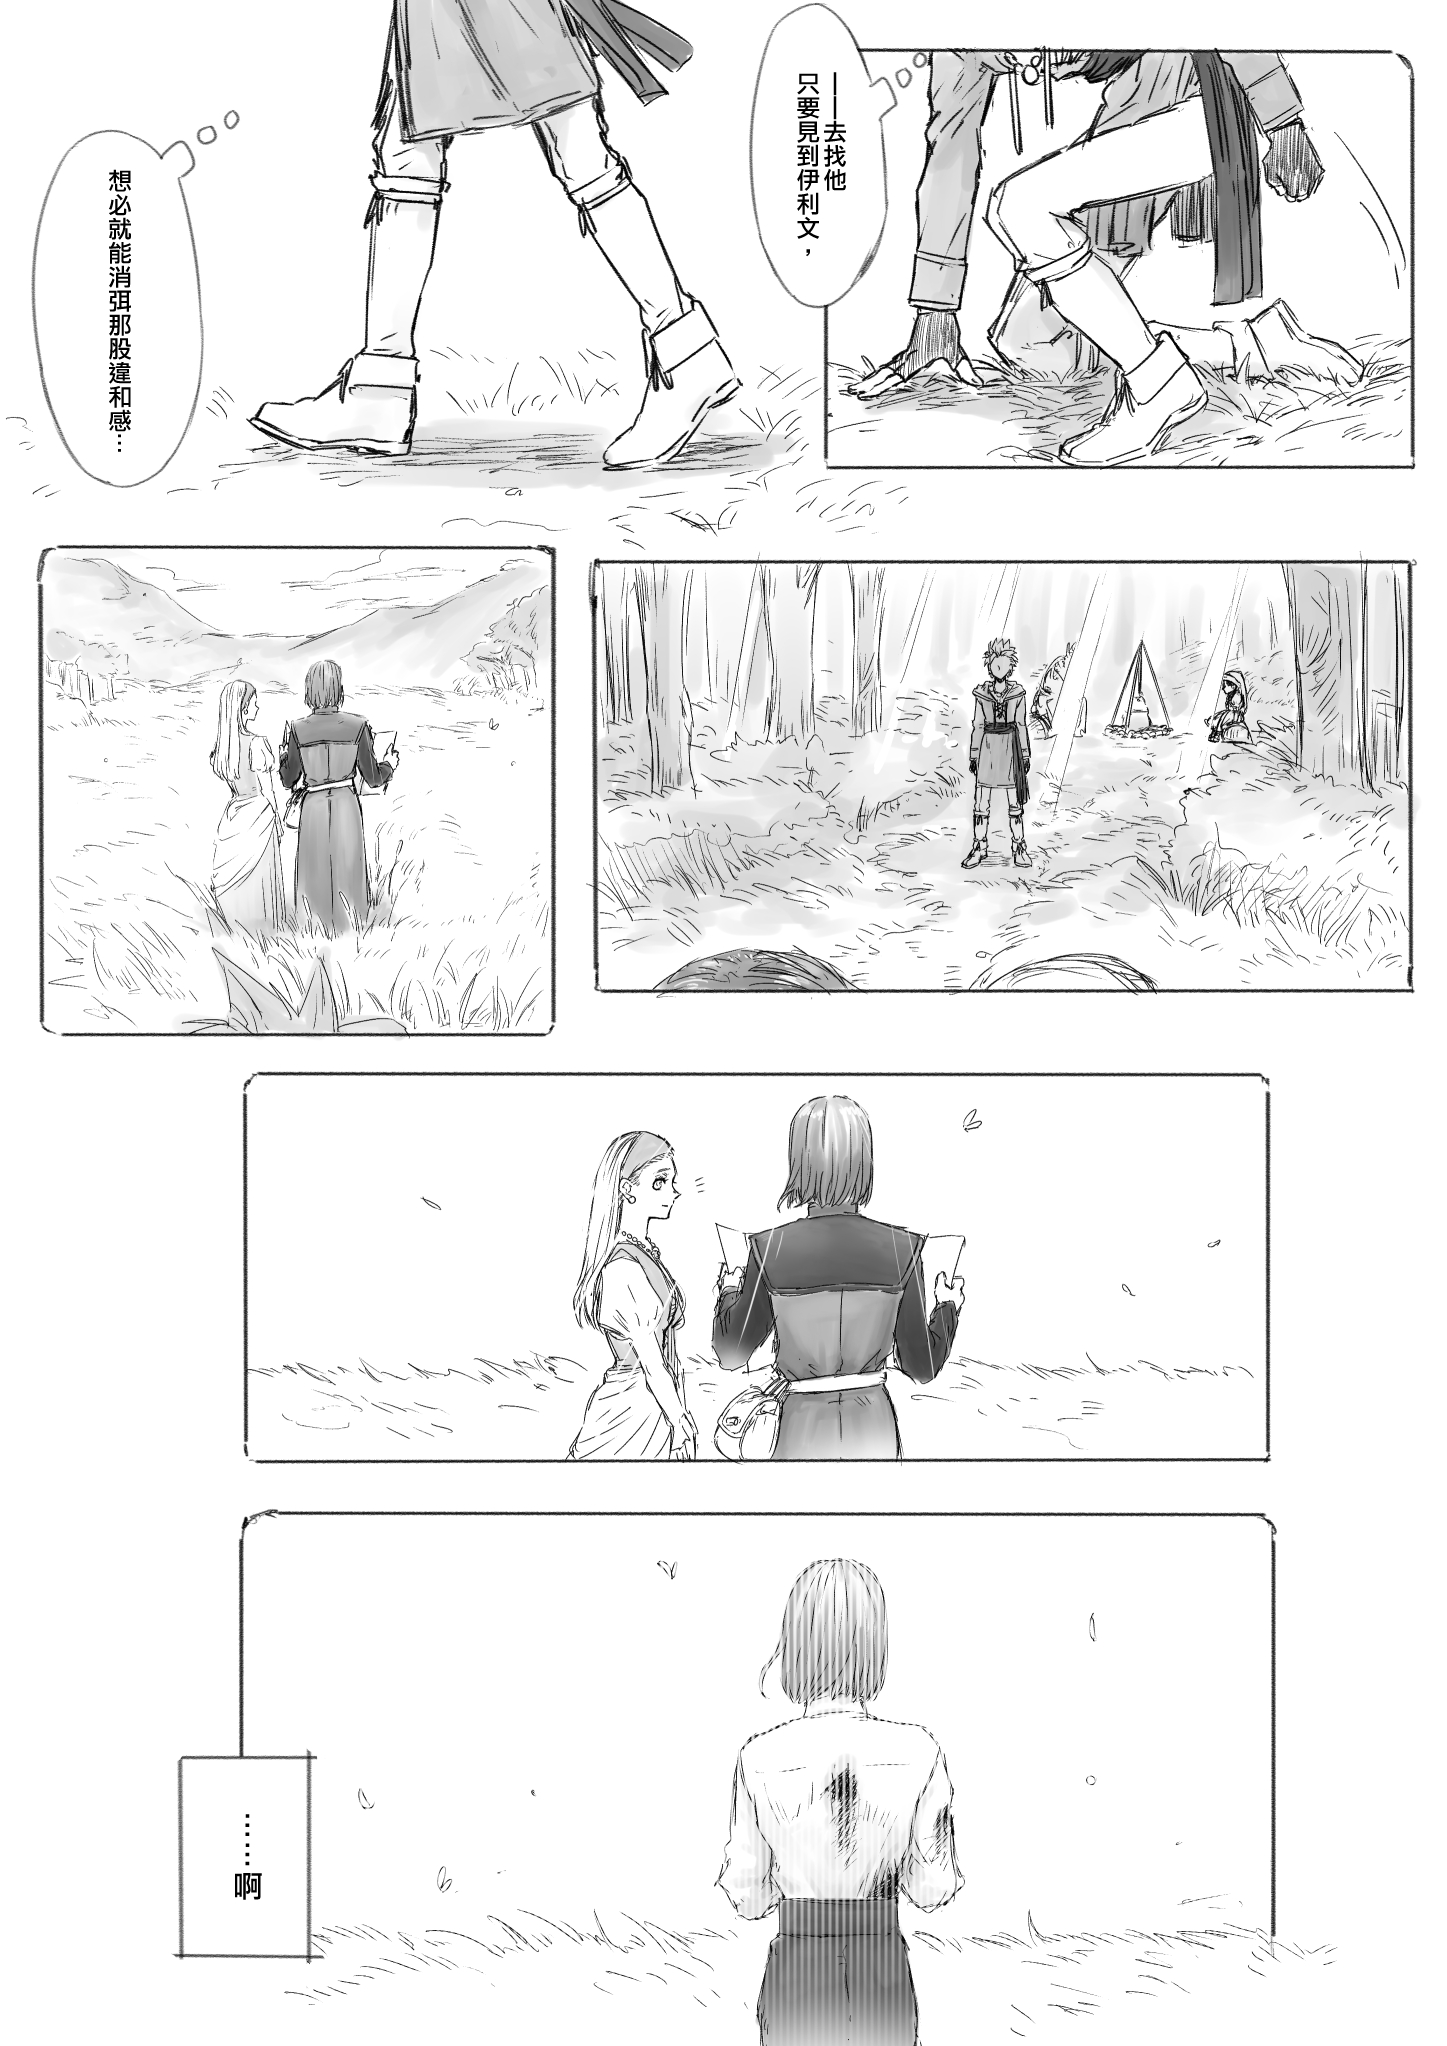 ——去找他
只要見到伊利文，
想必就能消弭那股違和感…
……啊